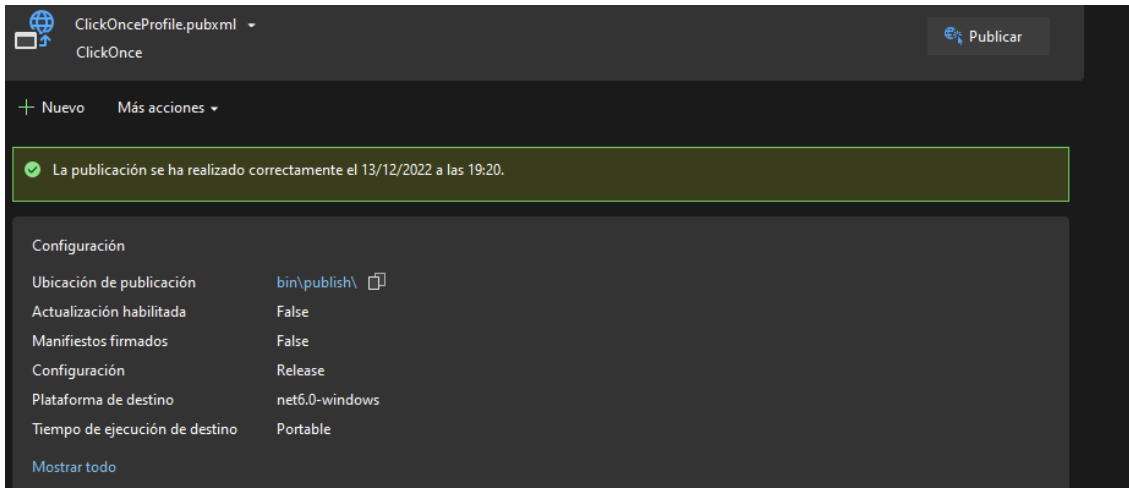 ClickOnceProfile.pubxml
ClickOnce
Publicar
Nuevo Más acciones
La publicación se ha realizado correctamente el 13/12/2022 a las 19:20.
Configuración
Ubicación de publicación bin\publish\
Actualización habilitada False
Manifiestos firmados False
Configuración Release
Plataforma de destino net6.0-windows
Tiempo de ejecución de destino Portable
Mostrar todo